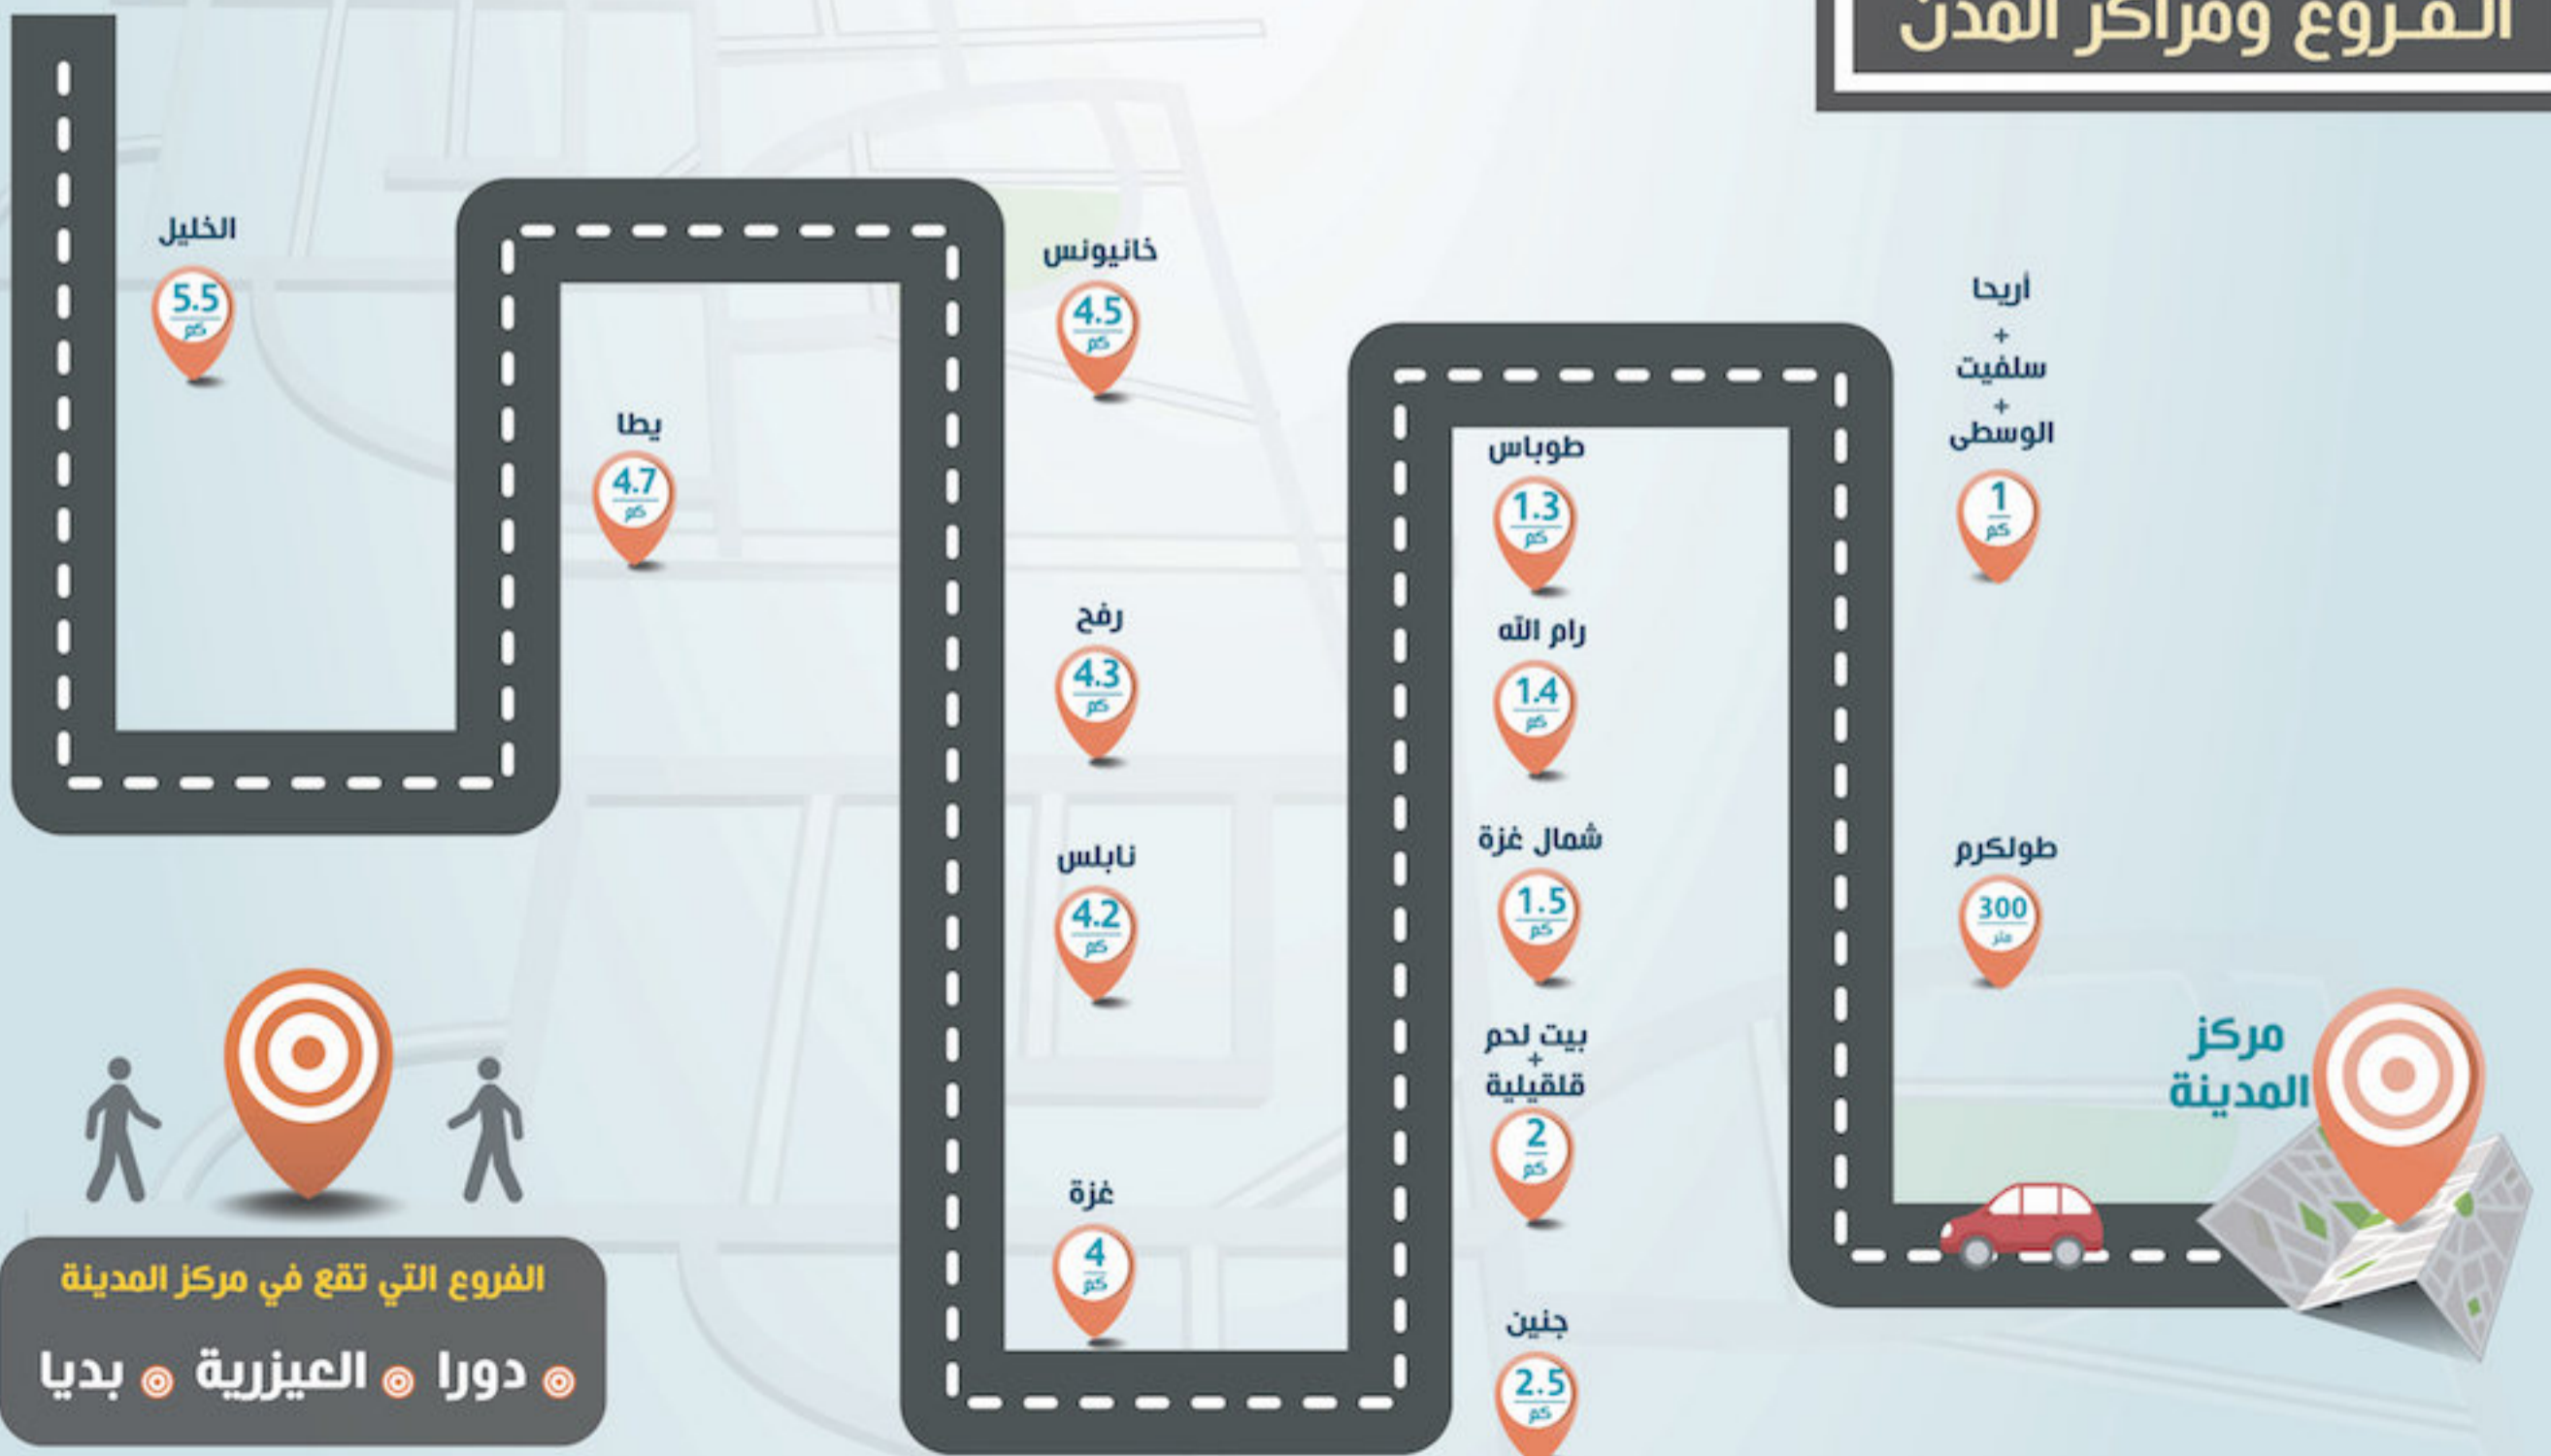 الفروع ومراكز المدن
أريحا
+
سلفيت
+
الوسطى
1
كم
طولكرم
300
متر
مركز
المدينة
طوباس
1.3
كم
رام الله
1.4
كم
شمال غزة
1.5
كم
بيت لحم
+
قلقيلية
2
كم
جنين
2.5
كم
خانيونس
4.5
كم
رفح
4.3
كم
نابلس
4.2
كم
غزة
4
كم
يطا
4.7
كم
الخليل
5.5
كم
الفروع التي تقع في مركز المدينة
دورا العيزرية بديا